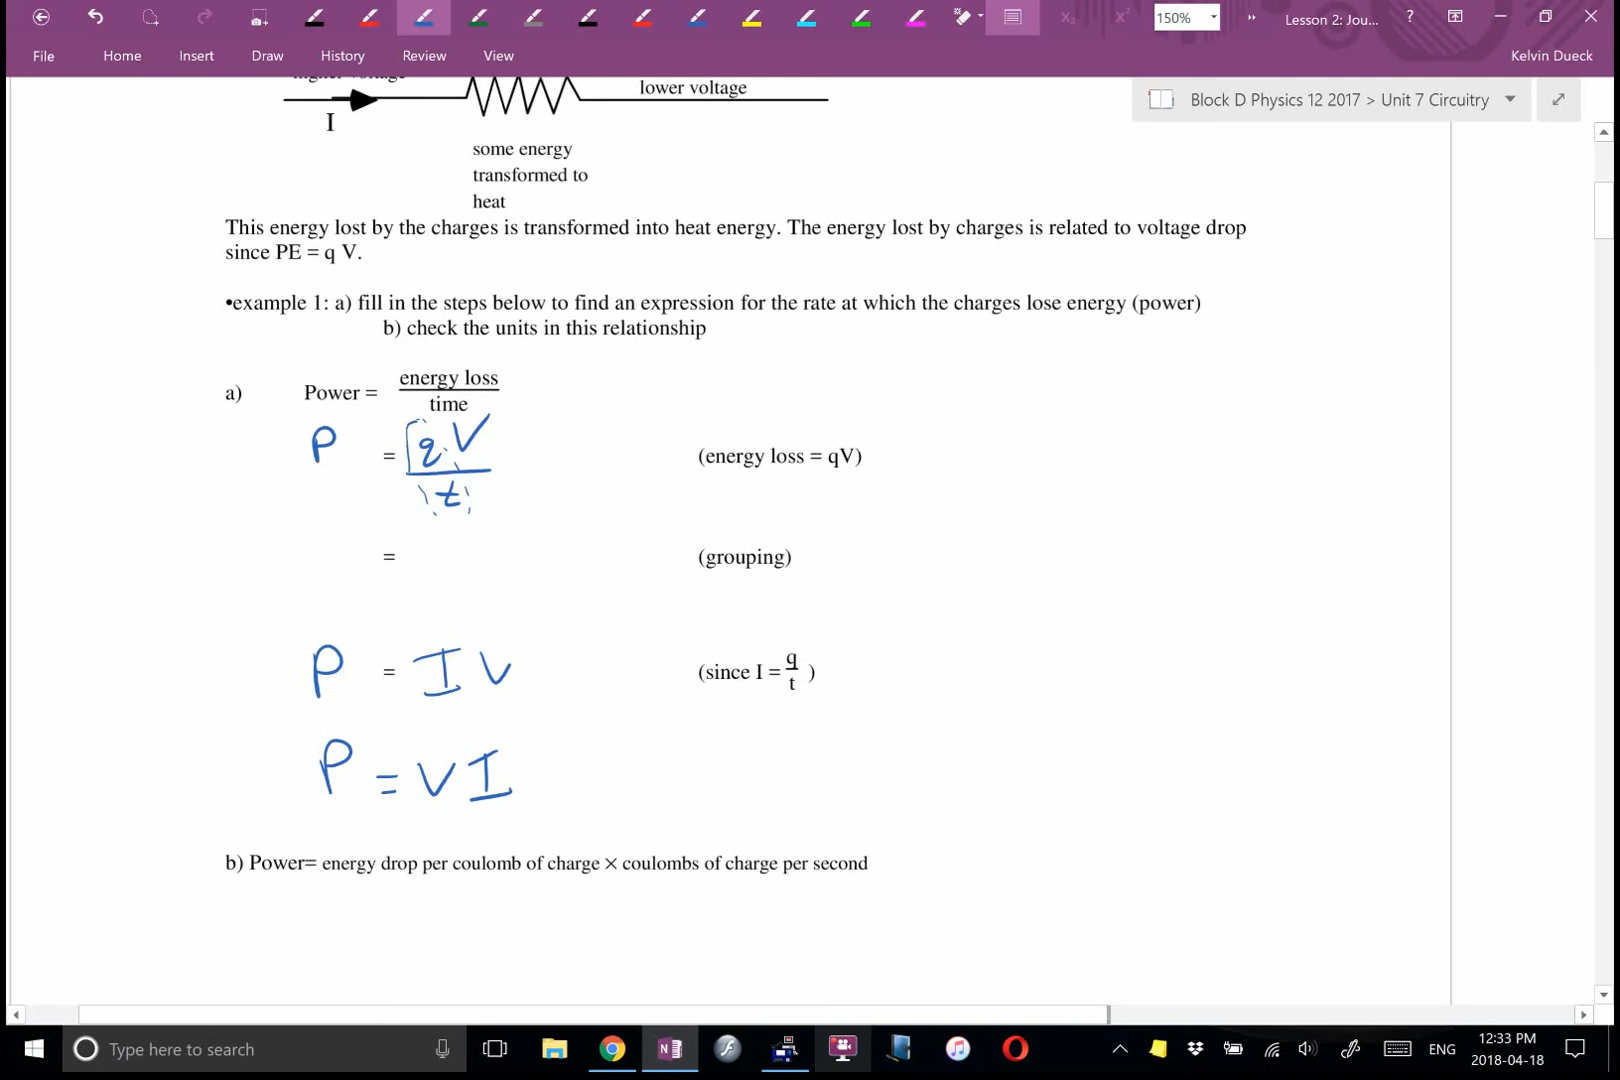 150%
Lesson 2: Jou...
?
File Home Insert Draw History Review View
Kelvin Dueck
Block D Physics 12 2017 > Unit 7 Circuitry
higher voltage
lower voltage
I
some energy
transformed to
heat
This energy lost by the charges is transformed into heat energy. The energy lost by charges is related to voltage drop
since PE = q V.
•example 1: a) fill in the steps below to find an expression for the rate at which the charges lose energy (power)
b) check the units in this relationship
a) Power = energy loss
time
P = qV (energy loss = qV)
t
= (grouping)
P = I V (since I = q
t )
P = V I
b) Power= energy drop per coulomb of charge × coulombs of charge per second
Type here to search
ENG
12:33 PM
2018-04-18